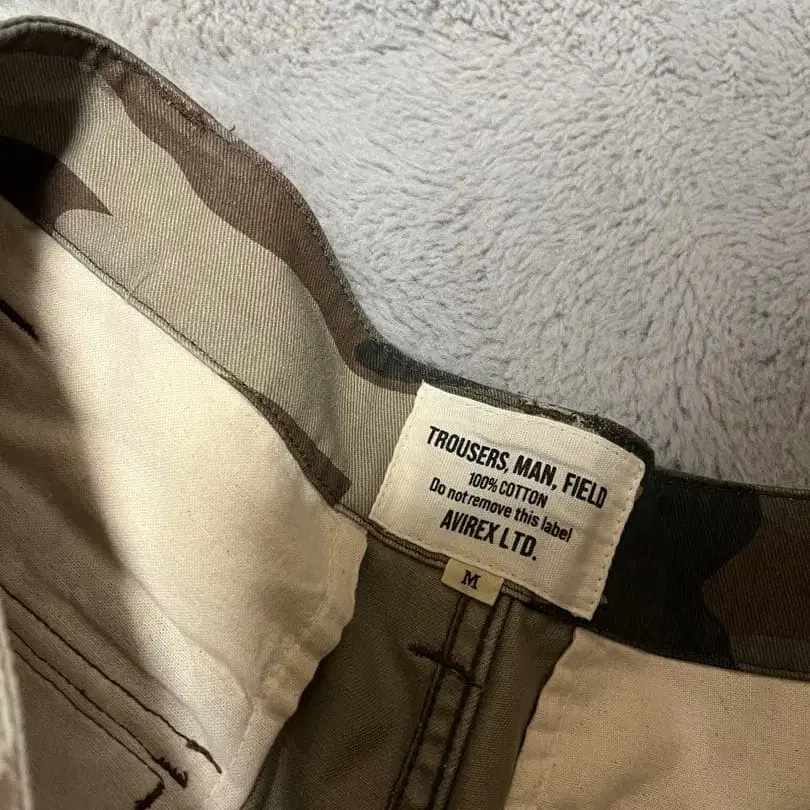 TROUSERS, MAN, FIELD
100% COTTON
Do not remove this label
AVIREX LTD.
M